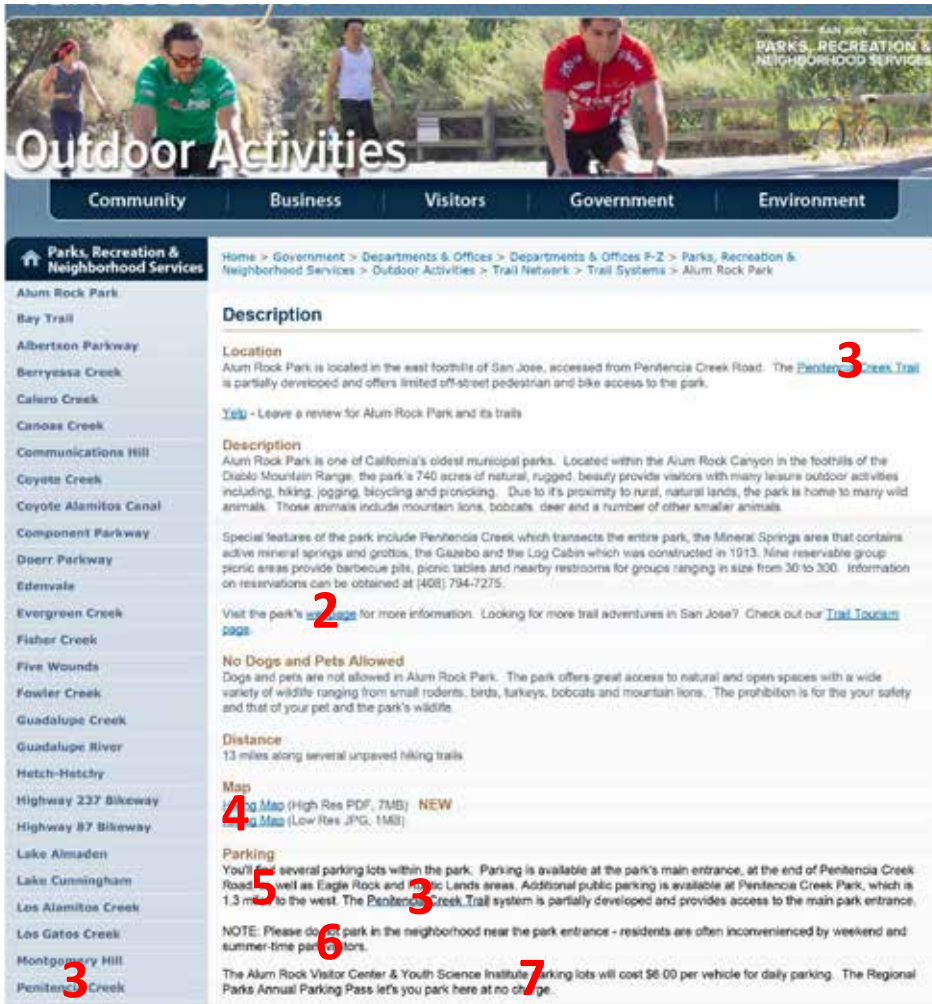 SAN JOSE
PARKS, RECREATION &
NEIGHBORHOOD SERVICES
Outdoor Activities
Community Business Visitors Government Environment
Parks, Recreation &
Neighborhood Services
Alum Rock Park
Bay Trail
Albertson Parkway
Berryessa Creek
Calero Creek
Canoas Creek
Communications Hill
Coyote Creek
Coyote Alamitos Canal
Component Parkway
Doerr Parkway
Edenvale
Evergreen Creek
Fisher Creek
Five Wounds
Fowler Creek
Guadalupe Creek
Guadalupe River
Hetch-Hetchy
Highway 237 Bikeway
Highway 87 Bikeway
Lake Almaden
Lake Cunningham
Los Alamitos Creek
Los Gatos Creek
Montgomery Hill
3
Penitencia Creek
Home > Government > Departments & Offices > Departments & Offices P-Z > Parks, Recreation &
Neighborhood Services > Outdoor Activities > Trail Network > Trail Systems > Alum Rock Park
Description
Location
3
Alum Rock Park is located in the east foothills of San Jose, accessed from Penitencia Creek Road. The Penitencia Creek Trail
is partially developed and offers limited off-street pedestrian and bike access to the park.
Yelp - Leave a review for Alum Rock Park and its trails
Description
Alum Rock Park is one of California's oldest municipal parks. Located within the Alum Rock Canyon in the foothills of the
Diablo Mountain Range, the park's 740 acres of natural, rugged, beauty provide visitors with many leisure outdoor activities
including, hiking, jogging, bicycling and picnicking. Due to it's proximity to rural, natural lands, the park is home to many wild
animals. Those animals include mountain lions, bobcats, deer and a number of other smaller animals.
Special features of the park include Penitencia Creek which transects the entire park, the Mineral Springs area that contains
active mineral springs and grottos, the Gazebo and the Log Cabin which was constructed in 1913. Nine reservable group
picnic areas provide barbecue pits, picnic tables and nearby restrooms for groups ranging in size from 30 to 300. Information
on reservations can be obtained at (408) 794-7275.
2
Visit the park's webpage for more information. Looking for more trail adventures in San Jose? Check out our Trail Tourism
page.
No Dogs and Pets Allowed
Dogs and pets are not allowed in Alum Rock Park. The park offers great access to natural and open spaces with a wide
variety of wildlife ranging from small rodents, birds, turkeys, bobcats and mountain lions. The prohibition is for the your safety
and that of your pet and the park's wildlife.
Distance
13 miles along several unpaved hiking trails
Map
4
Map (High Res PDF, 7MB) NEW
Map (Low Res JPG, 1MB)
Parking
You'll find several parking lots within the park. Parking is available at the park's main entrance, at the end of Penitencia Creek
Road, well as Eagle Rock and Rustic Lands areas. Additional public parking is available at Penitencia Creek Park, which is
5
3
1.3 miles to the west. The Penitencia Creek Trail system is partially developed and provides access to the main park entrance.
NOTE: Please do not park in the neighborhood near the park entrance - residents are often inconvenienced by weekend and
6
summer-time park visitors.
7
The Alum Rock Visitor Center & Youth Science Institute parking lots will cost $6.00 per vehicle for daily parking. The Regional
Parks Annual Parking Pass let's you park here at no charge.